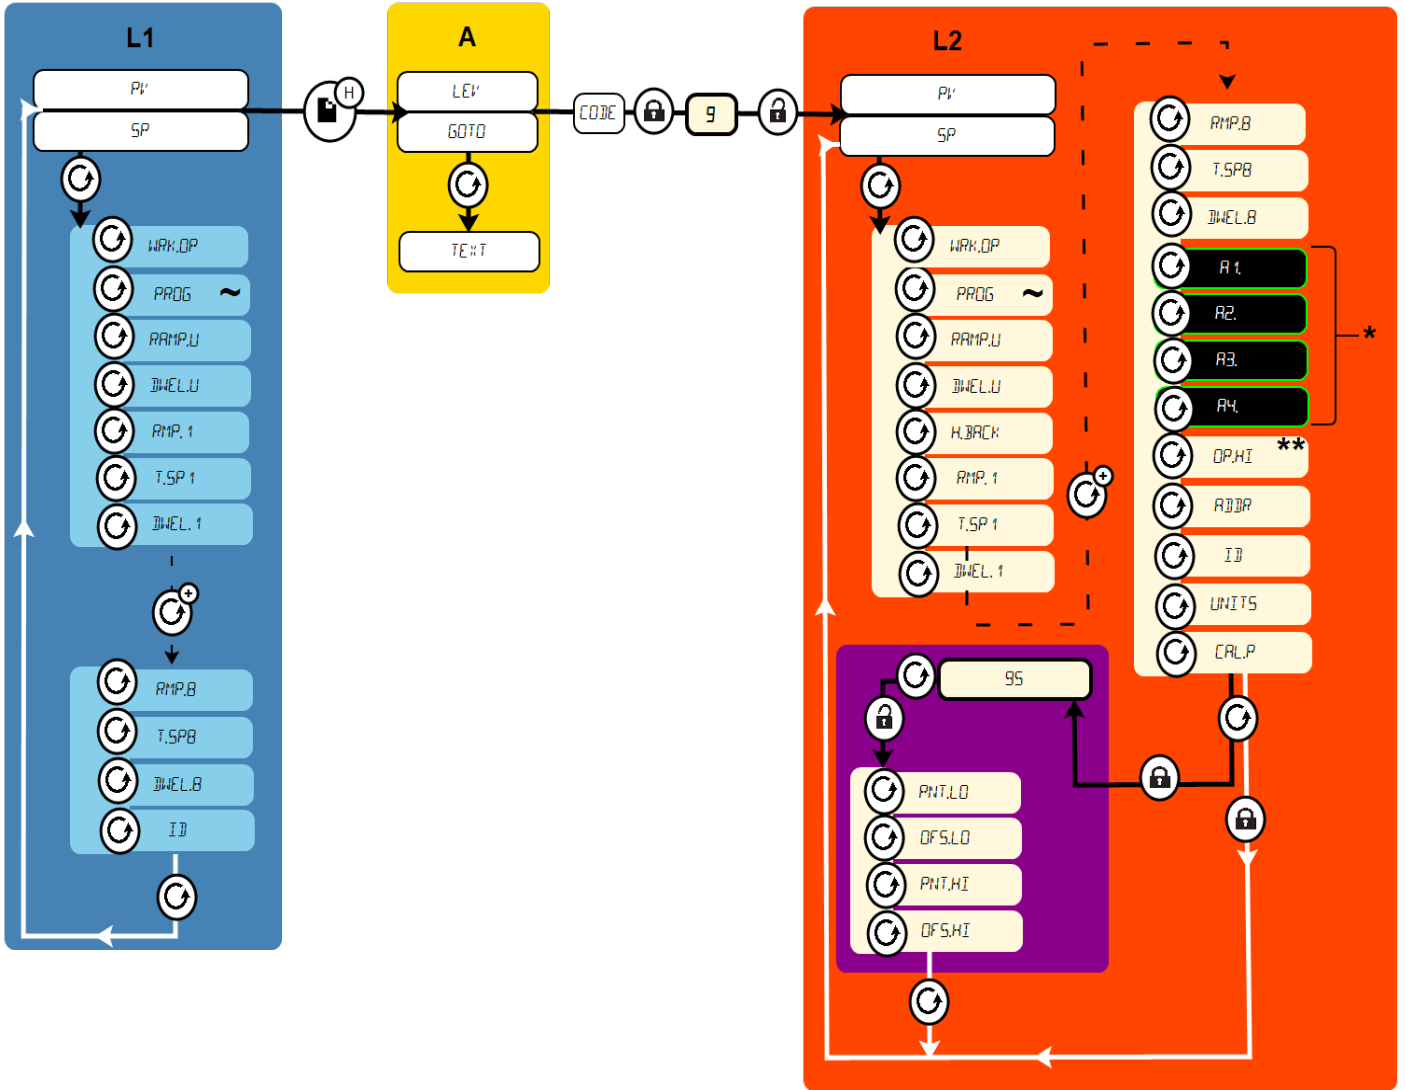 L1
PV
SP
WRK.OP
PROG ~
RAMP.U
DWEL.U
RMP.1
T.SP1
DWEL.1
+
RMP.8
T.SP8
DWEL.8
ID
H
A
LEV
GOTO
TEXT
CODE
9
L2
PV
SP
WRK.OP
PROG ~
RAMP.U
DWEL.U
H.BACK
RMP.1
T.SP1
DWEL.1
+
RMP.8
T.SP8
DWEL.8
A1.
A2.
A3.
A4.
*
OP.HI **
ADDR
ID
UNITS
CAL.P
95
PNT.LO
OFS.LO
PNT.HI
OFS.HI